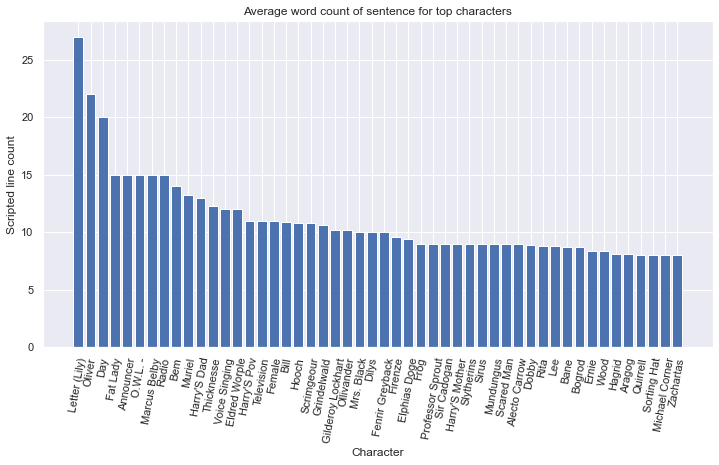 Average word count of sentence for top characters
Scripted line count
25
20
15
10
5
0
Letter (Lily)
Oliver
Day
Fat Lady
Announcer
O.W.L. -
Marcus Belby
Radio
Bem
Muriel
Harry'S Dad
Thicknesse
Voice Singing
Eldred Worple
Harry'S Pov
Television
Female
Bill
Hooch
Scrimgeour
Grindelwald
Gilderoy Lockhart
Ollivander
Mrs. Black
Dilys
Fenrir Greyback
Firenze
Elphias Doge
Frog
Professor Sprout
Sir Cadogan
Harry'S Mother
Slytherins
Sirus
Mundungus
Scared Man
Alecto Carrow
Dobby
Rita
Lee
Bane
Bogrod
Ernie
Wood
Hagrid
Aragog
Quirrell
Sorting Hat
Michael Corner
Zacharias
Character